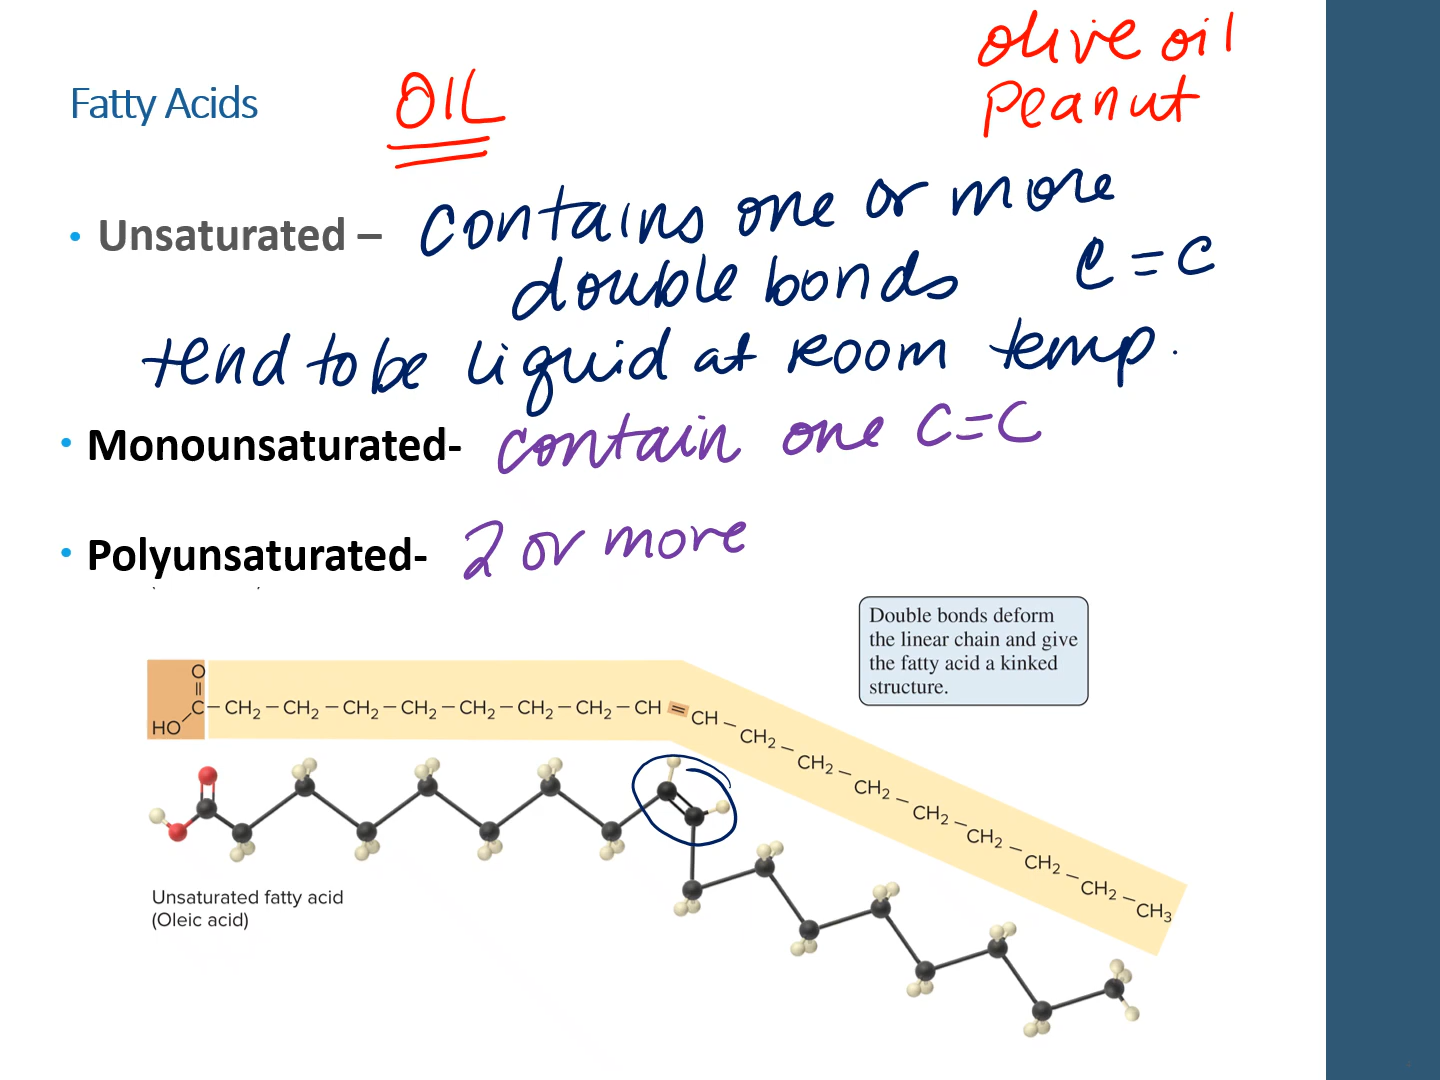 olive oil
Fatty Acids OIL Peanut
• Unsaturated – contains one or more
double bonds C=C
tend to be liquid at room temp.
• Monounsaturated- contain one C=C
• Polyunsaturated- 2 or more
Double bonds deform
the linear chain and give
the fatty acid a kinked
structure.
O
||
HO C–CH₂–CH₂–CH₂–CH₂–CH₂–CH₂–CH₂–CH=CH–CH₂–CH₂–CH₂–CH₂–CH₂–CH₂–CH₂–CH₃
Unsaturated fatty acid
(Oleic acid)